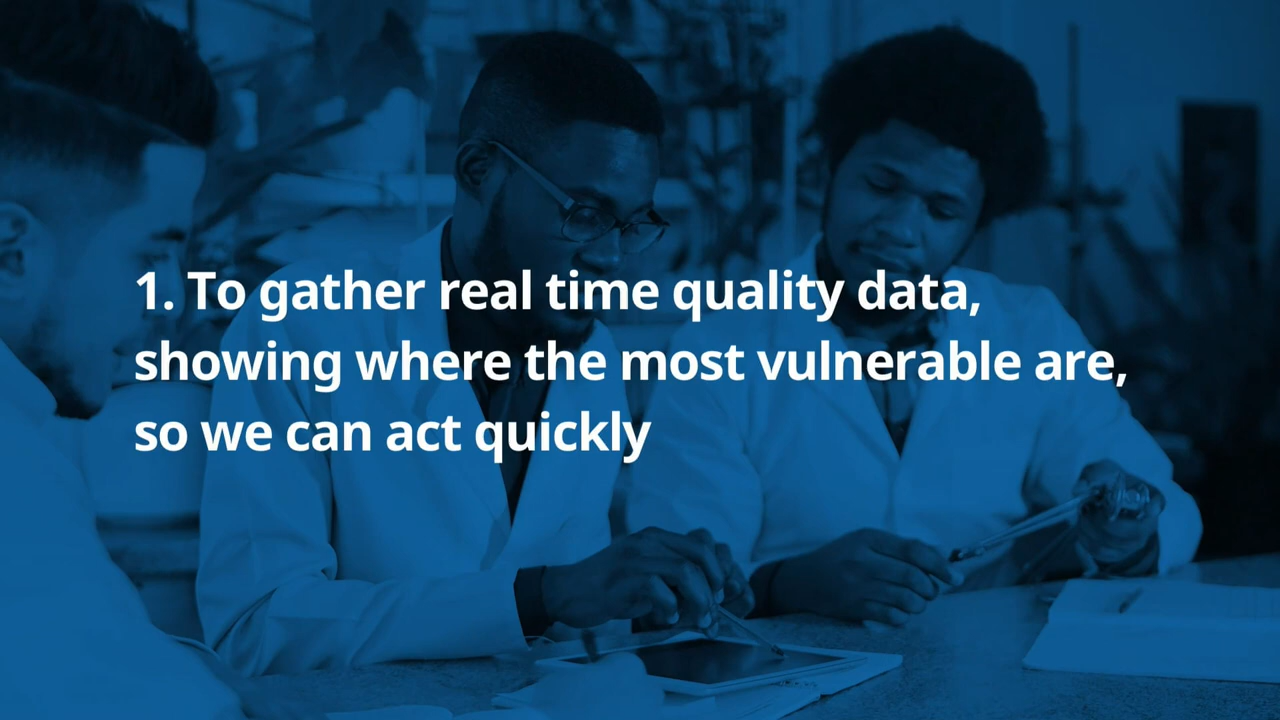 1. To gather real time quality data,
showing where the most vulnerable are,
so we can act quickly